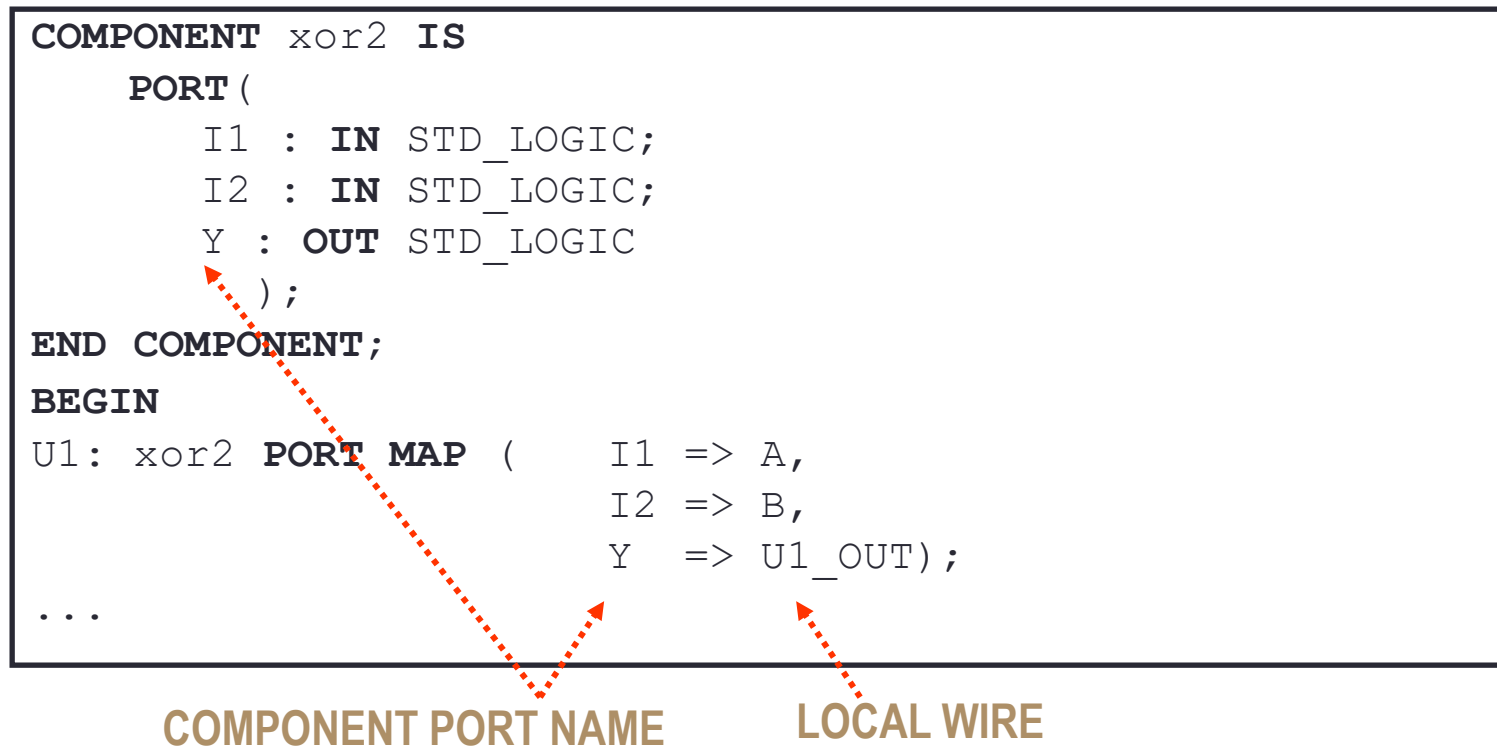 COMPONENT xor2 IS
PORT(
I1 : IN STD_LOGIC;
I2 : IN STD_LOGIC;
Y : OUT STD_LOGIC
);
END COMPONENT;
BEGIN
U1: xor2 PORT MAP ( I1 => A,
I2 => B,
Y => U1_OUT);
...
COMPONENT PORT NAME LOCAL WIRE